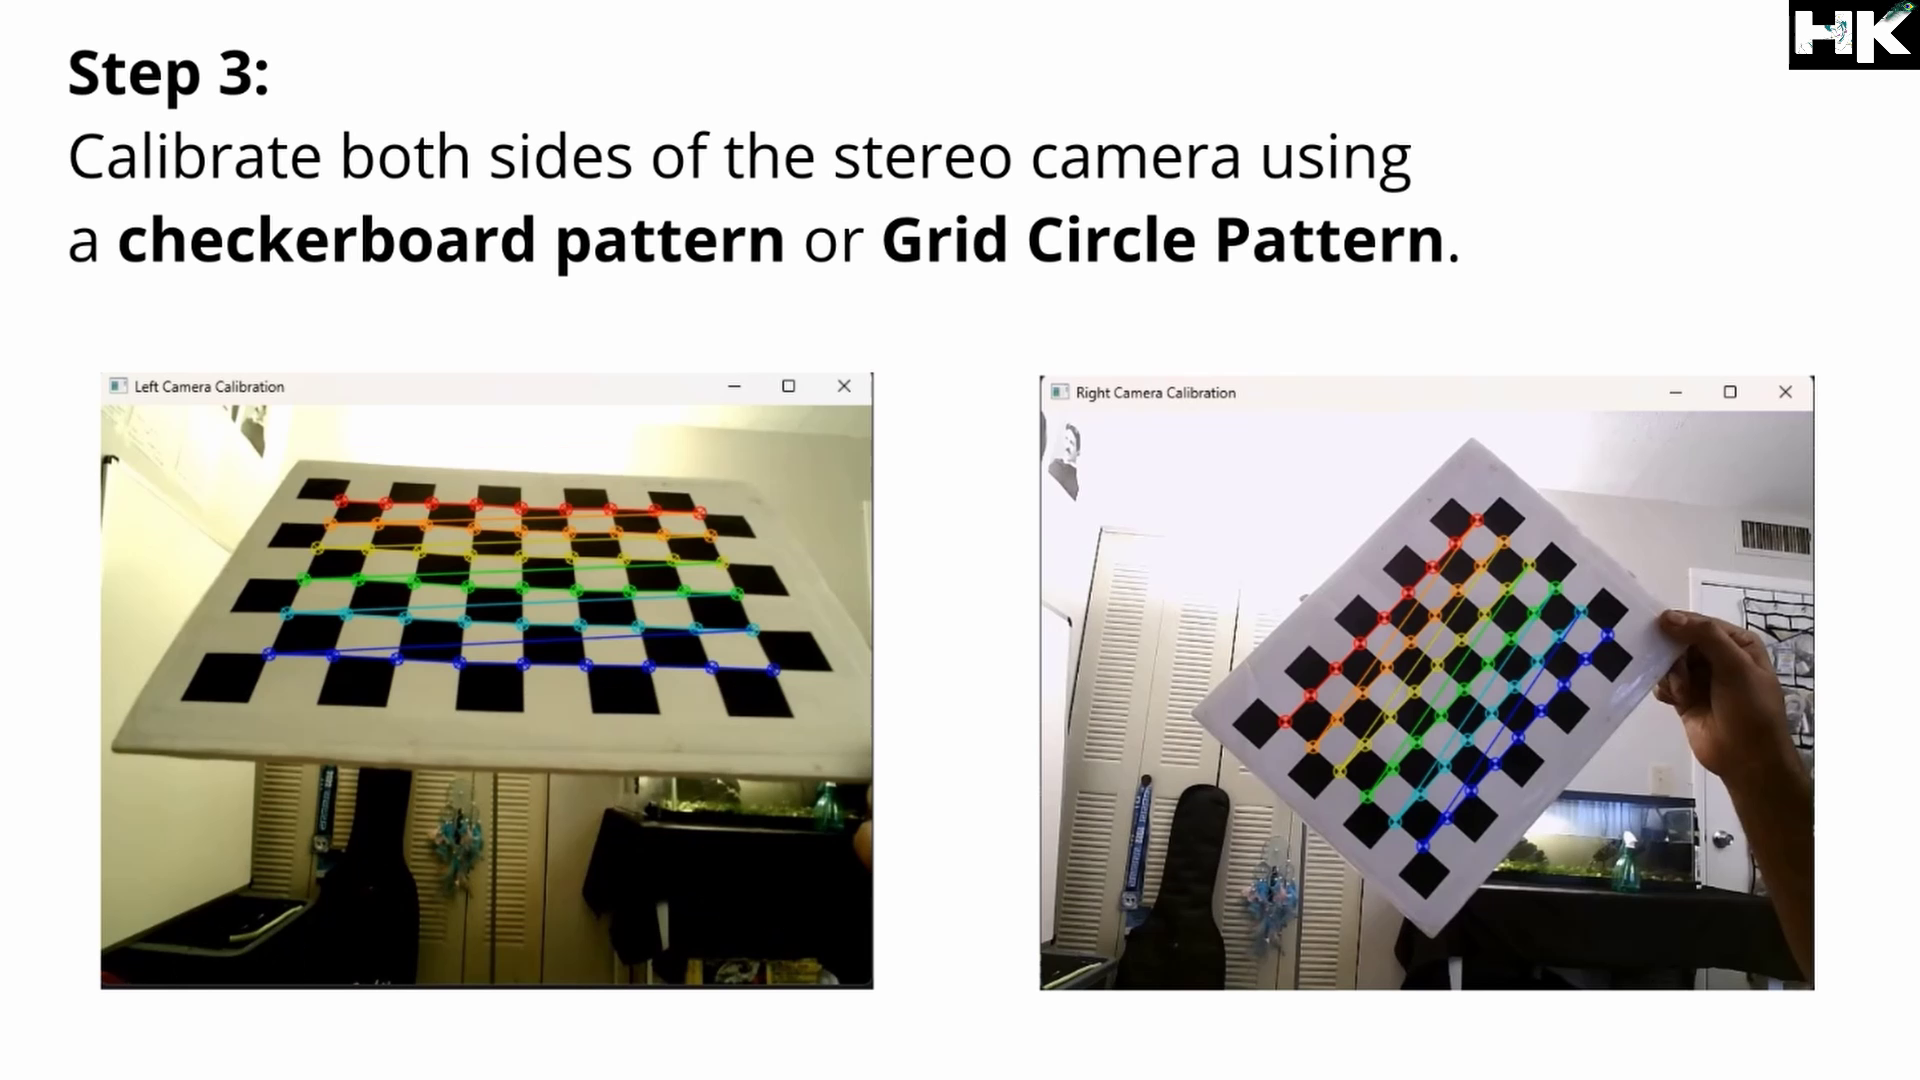 HK
Step 3:
Calibrate both sides of the stereo camera using
a checkerboard pattern or Grid Circle Pattern.
Left Camera Calibration
Right Camera Calibration